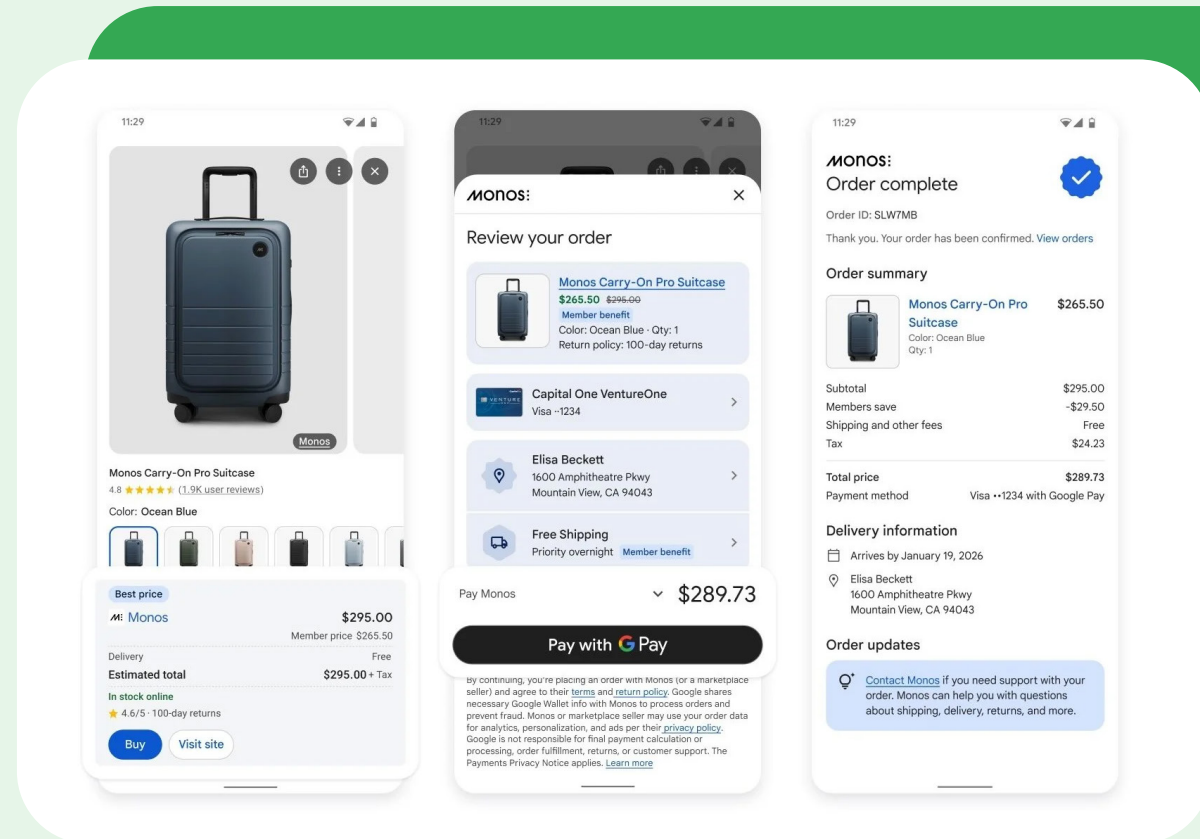 11:29
Monos
Monos Carry-On Pro Suitcase
4.8 (1.9K user reviews)
Color: Ocean Blue
Best price
M: Monos $295.00
Member price $265.50
Delivery Free
Estimated total $295.00 + Tax
In stock online
4.6/5 · 100-day returns
Buy Visit site
11:29
MONOS:
Review your order
Monos Carry-On Pro Suitcase
$265.50 $295.00
Member benefit
Color: Ocean Blue · Qty: 1
Return policy: 100-day returns
VENTURE
Capital One VentureOne
Visa ··1234
Elisa Beckett
1600 Amphitheatre Pkwy
Mountain View, CA 94043
Free Shipping
Priority overnight Member benefit
Pay Monos $289.73
Pay with G Pay
By continuing, you're placing an order with Monos (or a marketplace
seller) and agree to their terms and return policy. Google shares
necessary Google Wallet info with Monos to process orders and
prevent fraud. Monos or marketplace seller may use your order data
for analytics, personalization, and ads per their privacy policy.
Google is not responsible for final payment calculation or
processing, order fulfillment, returns, or customer support. The
Payments Privacy Notice applies. Learn more
11:29
MONOS:
Order complete
Order ID: SLW7MB
Thank you. Your order has been confirmed. View orders
Order summary
Monos Carry-On Pro $265.50
Suitcase
Color: Ocean Blue
Qty: 1
Subtotal $295.00
Members save -$29.50
Shipping and other fees Free
Tax $24.23
Total price $289.73
Payment method Visa ••1234 with Google Pay
Delivery information
Arrives by January 19, 2026
Elisa Beckett
1600 Amphitheatre Pkwy
Mountain View, CA 94043
Order updates
Contact Monos if you need support with your
order. Monos can help you with questions
about shipping, delivery, returns, and more.